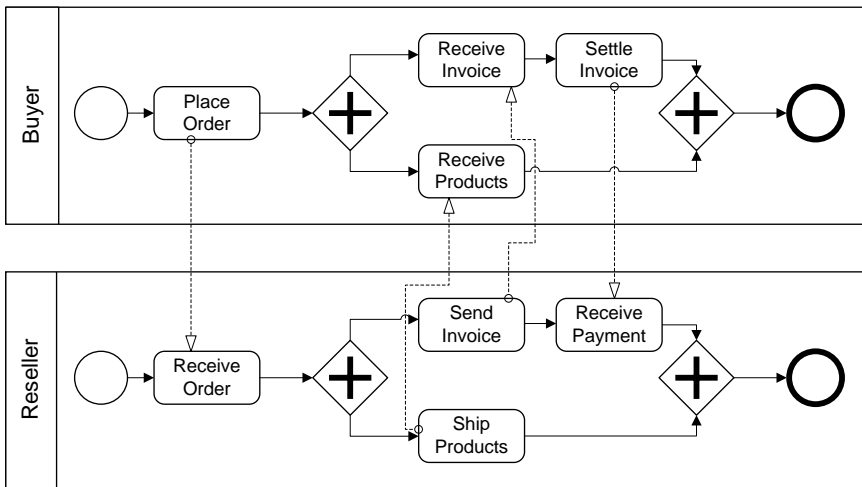 Buyer
Place
Order
Receive
Invoice
Settle
Invoice
Receive
Products
Reseller
Receive
Order
Send
Invoice
Receive
Payment
Ship
Products